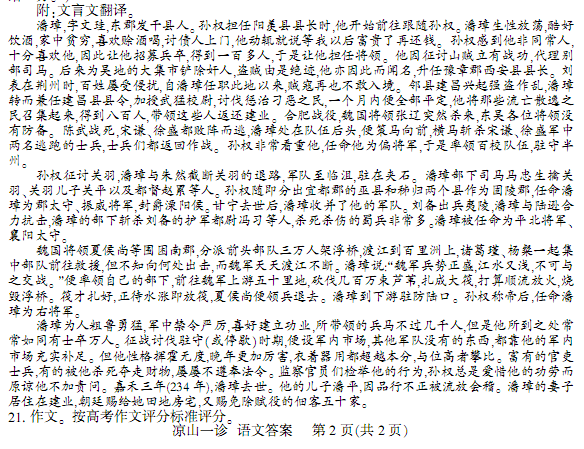 附:文言文翻译。
潘璋,字文珪,东郡发干县人。孙权担任阳羡县县长时,他开始前往跟随孙权。潘璋生性放荡,酷好
饮酒,家中贫穷,喜欢赊酒喝,讨债人上门,他动辄就说等我以后富贵了再还钱。孙权感到他非同常人,
十分喜欢他,因此让他招募兵卒,得到一百多人,于是让他担任将领。他因征讨山贼立有战功,代理别
部司马。后来为吴地的大集市铲除奸人,盗贼由是绝迹,他亦因此而闻名,升任豫章郡西安县县长。刘
表在荆州时,百姓屡受侵扰,自潘璋任职此地以来,贼寇再也不敢入境。邻县建昌兴起强盗作乱,潘璋
转而兼任建昌县县令,加授武猛校尉,讨伐惩治刁恶之民,一个月内便全部平定,他将那些流亡散逸之
民召集起来,得到八百人,带领这些人返还建业。合肥战役,魏国将领张辽突然杀来,东吴各位将领没
有防备。陈武战死,宋谦、徐盛都败阵而逃,潘璋处在队伍后头,便策马向前,横马斩杀宋谦、徐盛军中
两名逃跑的士兵,士兵们都返回作战。孙权非常看重他,任命他为偏将军,于是率领百校队伍,驻守半
州。
孙权征讨关羽,潘璋与朱然截断关羽的退路,军队至临沮,驻在夹石。潘璋部下司马马忠生擒关
羽、关羽儿子关平以及都督赵累等人。孙权随即分出宜都郡的巫县和秭归两个县作为固陵郡,任命潘
璋为郡太守、振威将军,封爵溧阳侯。甘宁去世后,潘璋收并了他的军队。刘备出兵夷陵,潘璋与陆逊合
力抗击,潘璋的部下斩杀刘备的护军都尉冯习等人,杀死杀伤的蜀兵非常多。潘璋被任命为平北将军、
襄阳太守。
魏国将领夏侯尚等围困南郡,分派前头部队三万人架浮桥,渡江到百里洲上,诸葛瑾、杨粲一起集
中部队前往救援,但不知向何处出击,而魏军天天渡江不断。潘璋说:“魏军兵势正盛,江水又浅,不可与
之交战。”便率领自己的部下,前往魏军上游五十里地,砍伐几百万束芦苇,扎成大筏,打算顺流放火,烧
毁浮桥。筏才扎好,正待水涨即放筏,夏侯尚便领兵退去。潘璋到下游驻防陆口。孙权称帝后,任命潘
璋为右将军。
潘璋为人粗鲁勇猛,军中禁令严厉,喜好建立功业,所带领的兵马不过几千人,但是他所到之处常
常如同有士卒万人。征战讨伐驻守(或停歇)时期,便设军内市场,其他军队没有的东西,都靠他的军内
市场充实补足。但他性格挥霍无度,晚年更加厉害,衣着器用都超越本分,与位高者攀比。富有的官吏
士兵,有的被他杀死夺走财物,屡屡不遵奉法令。监察官员们检举他的行为,孙权总是爱惜他的功劳而
原谅他不加责问。嘉禾三年(234年),潘璋去世。他的儿子潘平,因品行不正被流放会稽。潘璋的妻子
居住在建业,朝廷赐给她田地房宅,又赐免除赋役的佃客五十家。
21. 作文。按高考作文评分标准评分。
凉山一诊 语文答案 第2页(共2页)